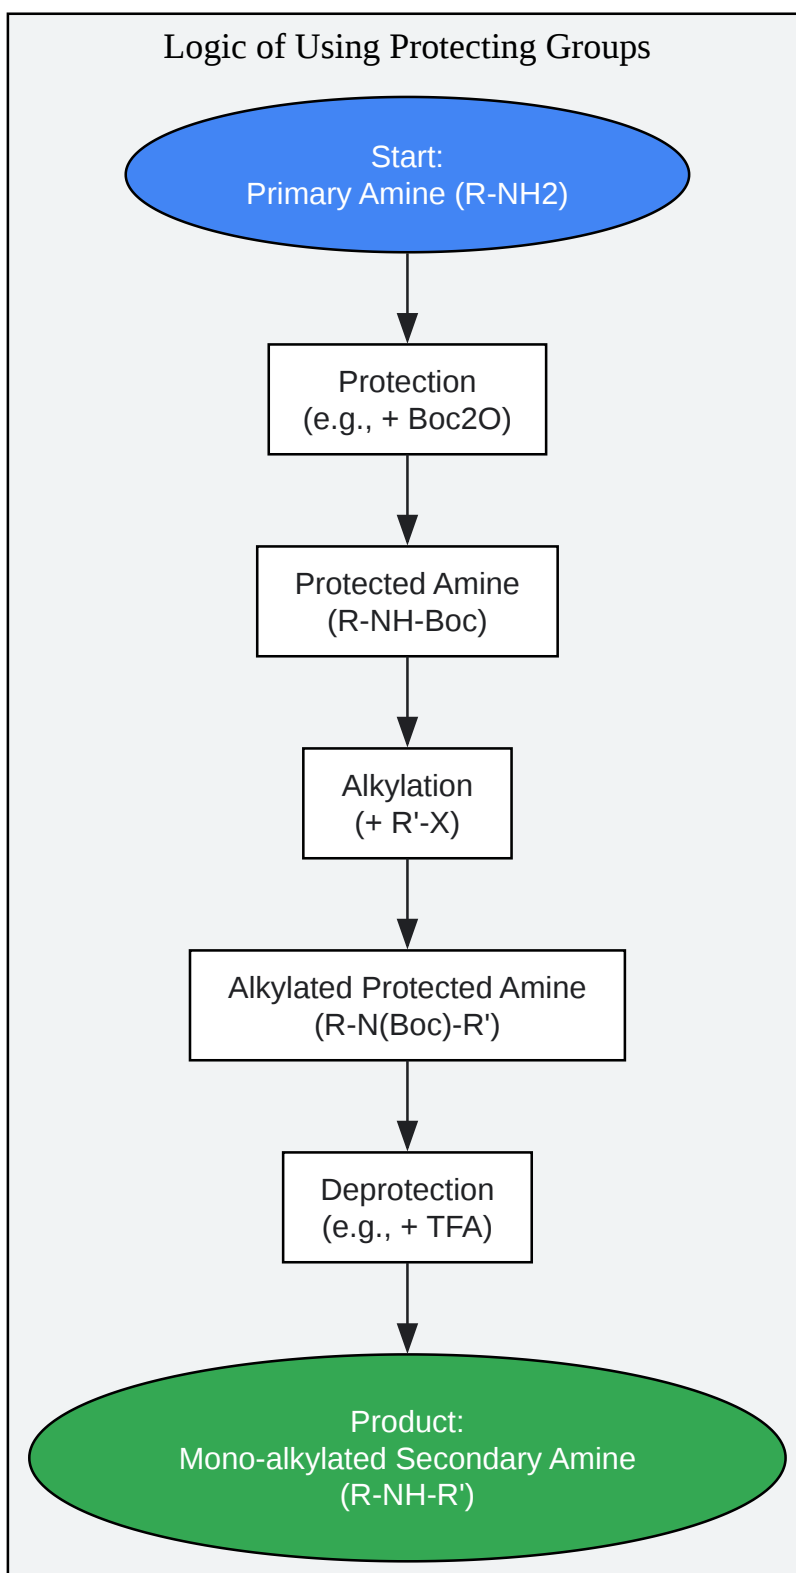 Logic of Using Protecting Groups
Start:
Primary Amine (R-NH2)
Protection
(e.g., + Boc2O)
Protected Amine
(R-NH-Boc)
Alkylation
(+ R'-X)
Alkylated Protected Amine
(R-N(Boc)-R')
Deprotection
(e.g., + TFA)
Product:
Mono-alkylated Secondary Amine
(R-NH-R')